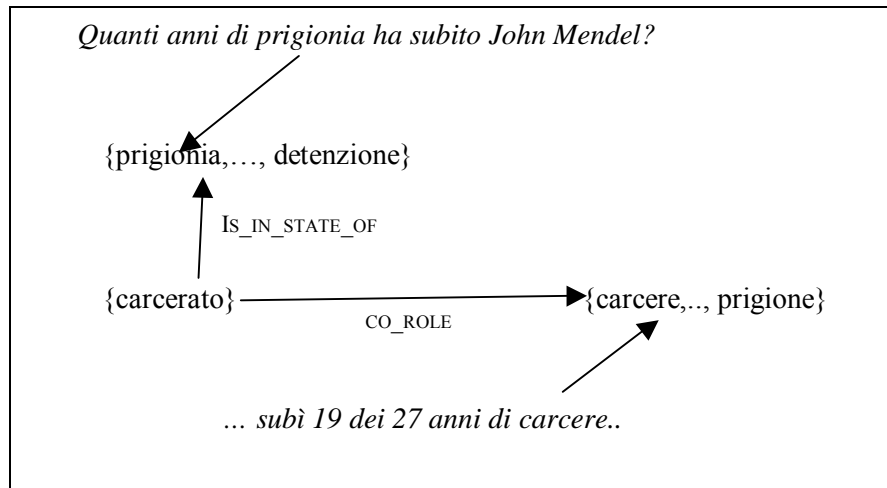 Quanti anni di prigionia ha subito John Mendel?
{prigionia,…, detenzione}
IS_IN_STATE_OF
{carcerato}
{carcere,.., prigione}
CO_ROLE
… subì 19 dei 27 anni di carcere..